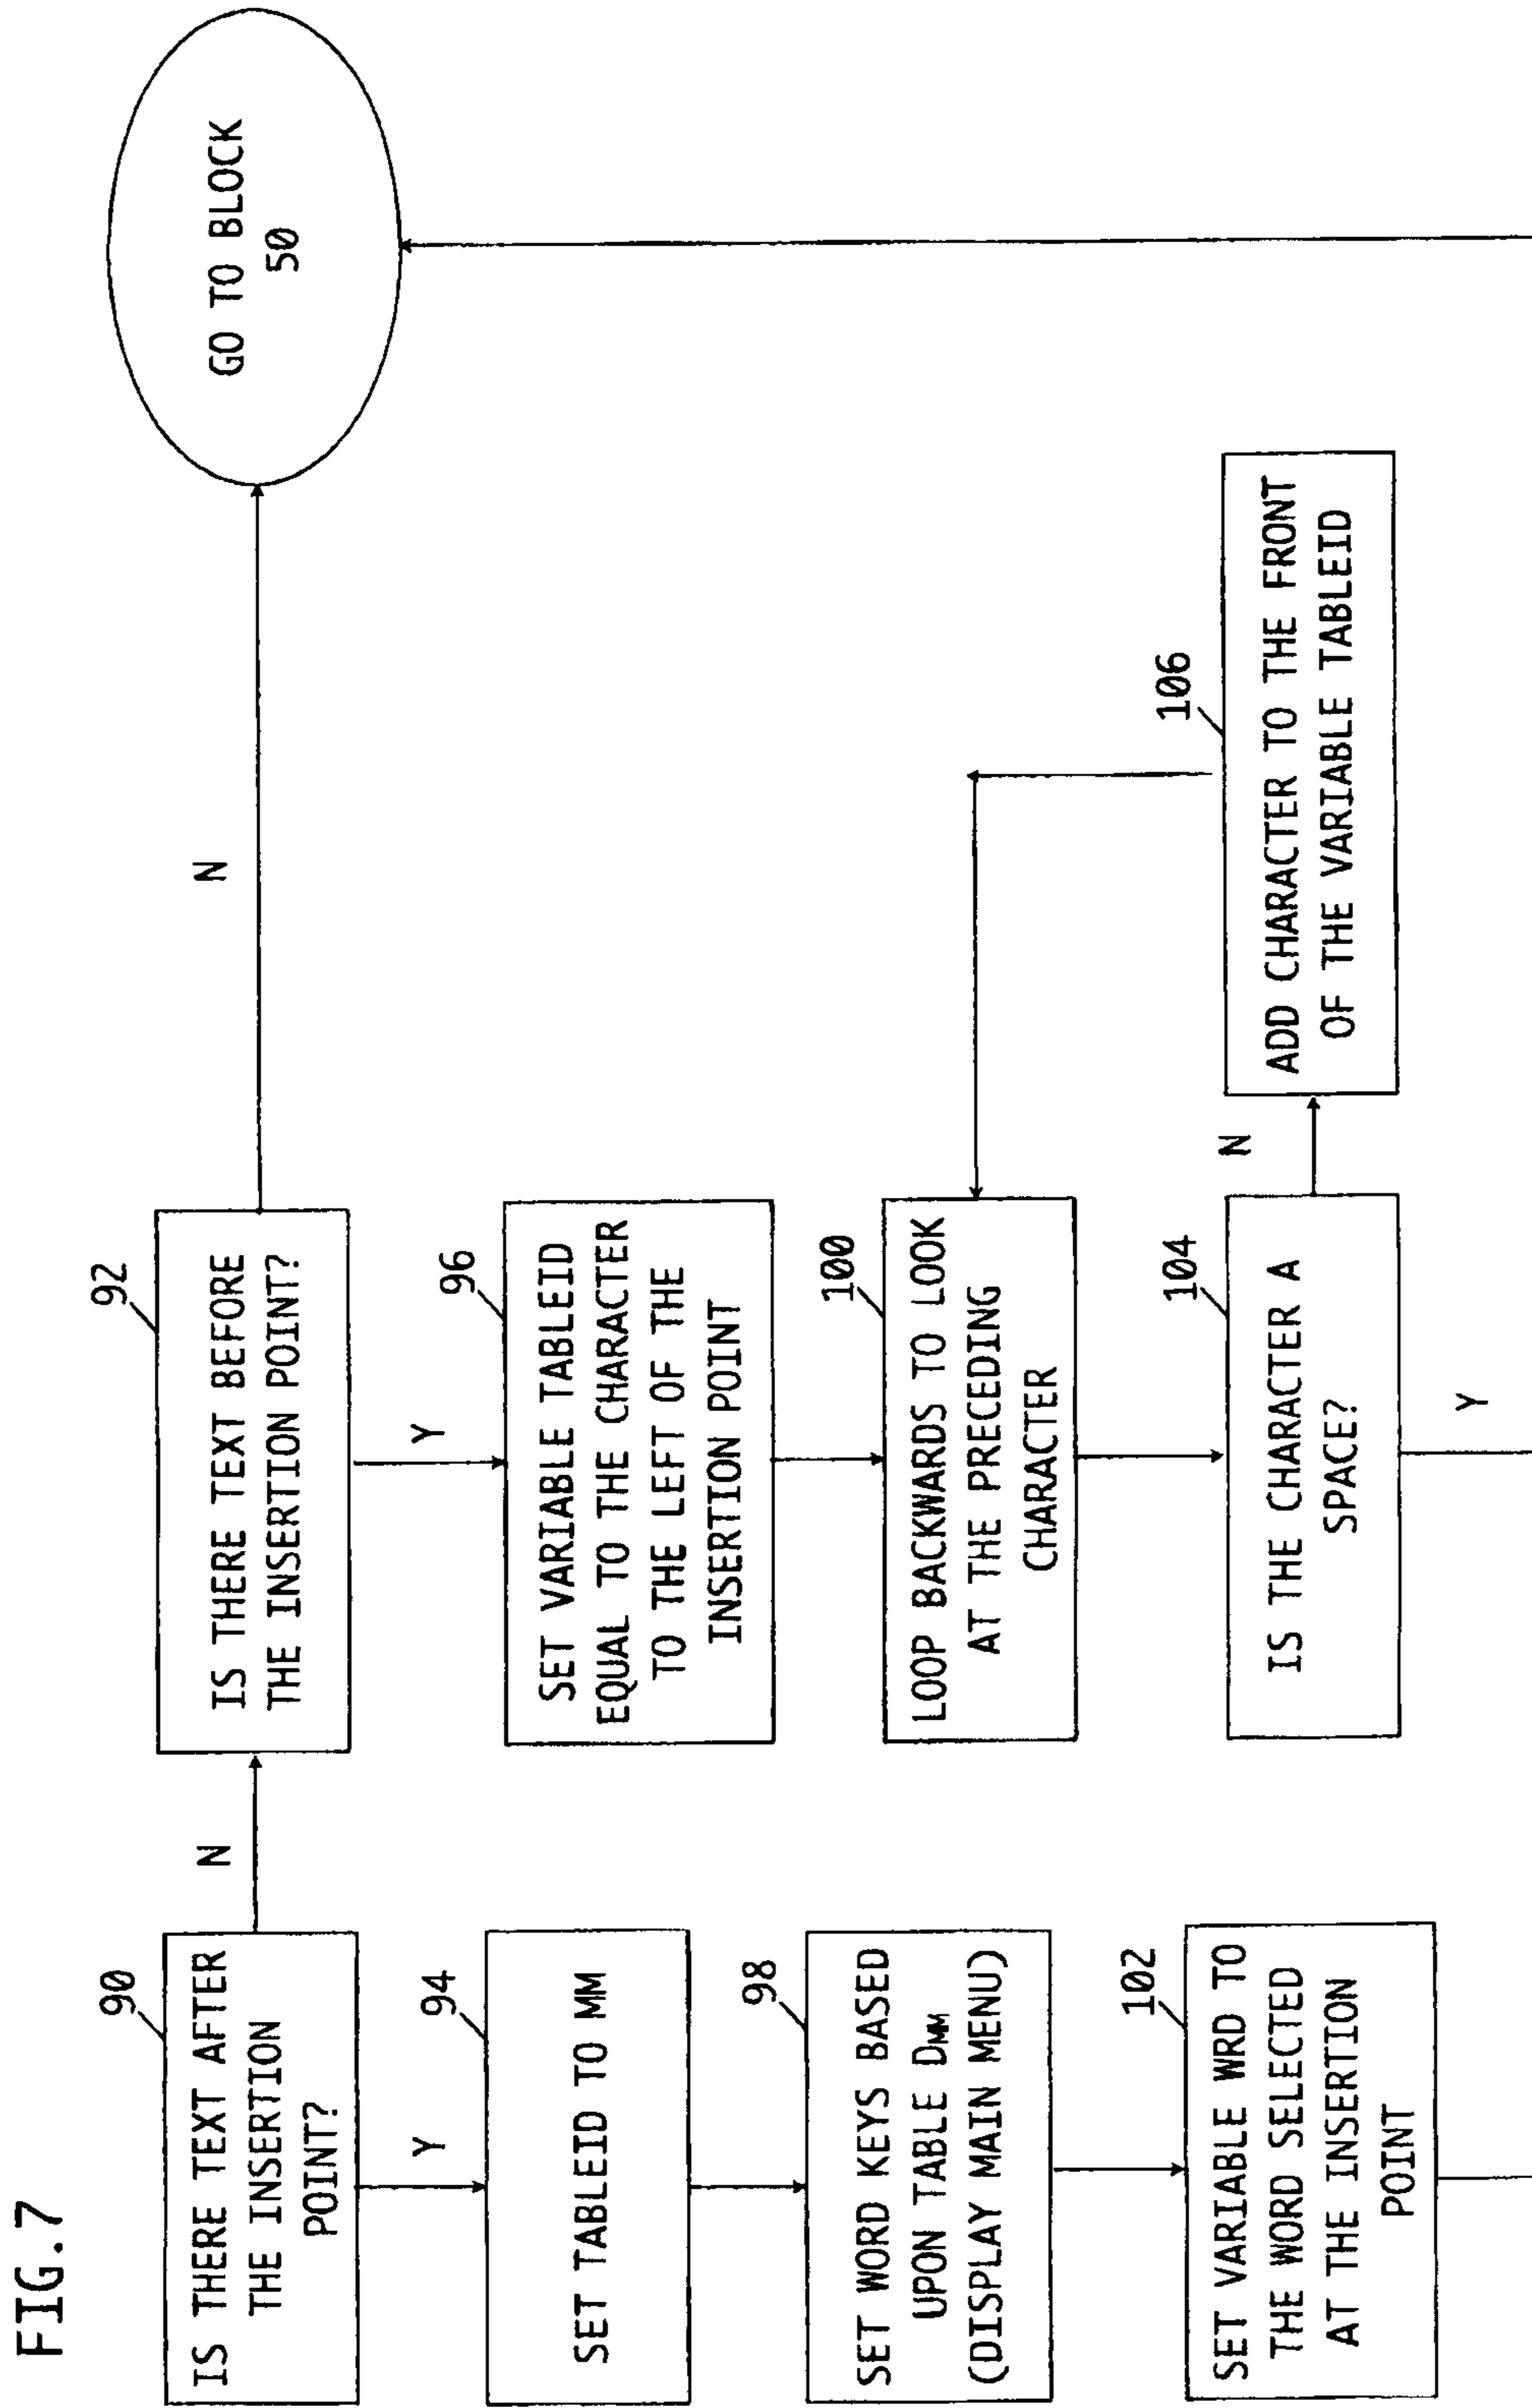 FIG.7
90
IS THERE TEXT AFTER
THE INSERTION
POINT?
N
Y
92
IS THERE TEXT BEFORE
THE INSERTION POINT?
N
Y
GO TO BLOCK
50
94
SET TABLEID TO MM
96
SET VARIABLE TABLEID
EQUAL TO THE CHARACTER
TO THE LEFT OF THE
INSERTION POINT
98
SET WORD KEYS BASED
UPON TABLE DMM
(DISPLAY MAIN MENU)
100
LOOP BACKWARDS TO LOOK
AT THE PRECEDING
CHARACTER
102
SET VARIABLE WRD TO
THE WORD SELECTED
AT THE INSERTION
POINT
104
IS THE CHARACTER A
SPACE?
N
Y
106
ADD CHARACTER TO THE FRONT
OF THE VARIABLE TABLEID